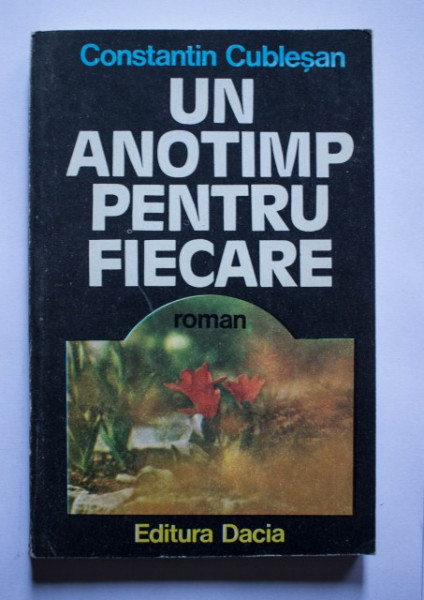 Constantin Cubleșan
UN
ANOTIMP
PENTRU
FIECARE
roman
Editura Dacia